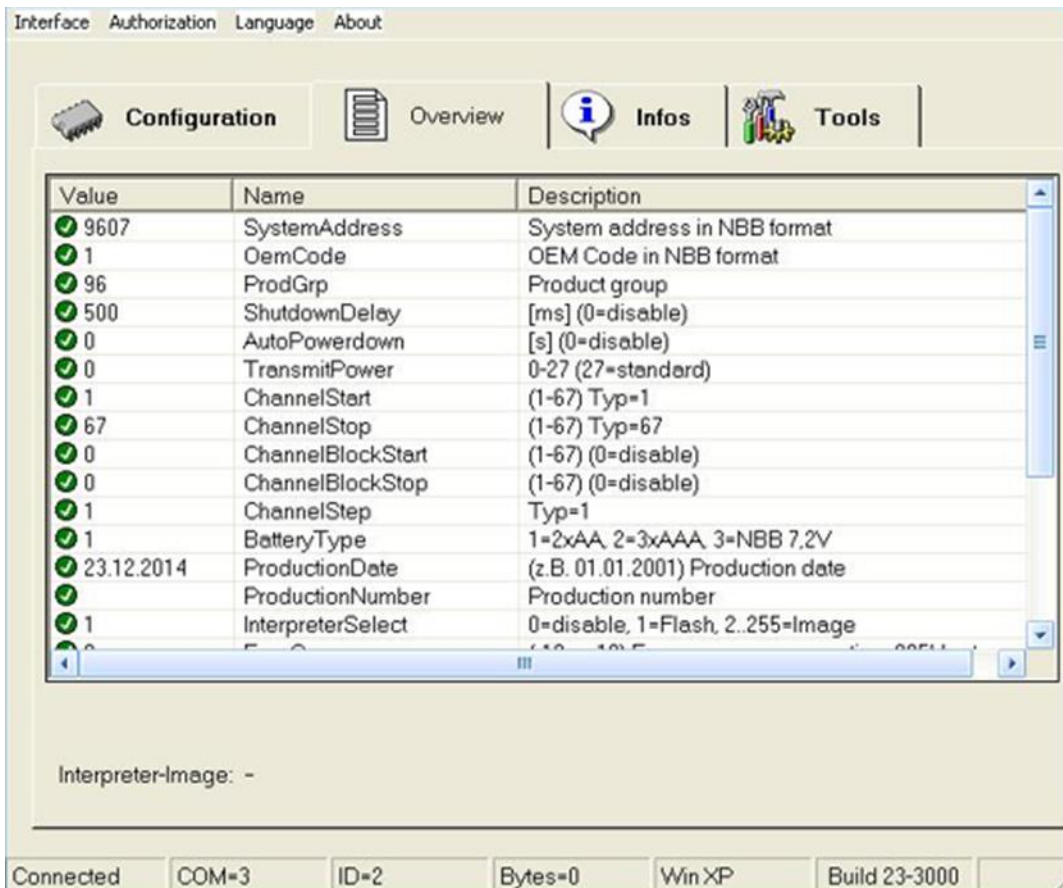 Interface Authorization Language About
Configuration Overview Infos Tools
Value Name Description
9607 SystemAddress System address in NBB format
1 OemCode OEM Code in NBB format
96 ProdGrp Product group
500 ShutdownDelay [ms] (0=disable)
0 AutoPowerdown [s] (0=disable)
0 TransmitPower 0-27 (27=standard)
1 ChannelStart (1-67) Typ=1
67 ChannelStop (1-67) Typ=67
0 ChannelBlockStart (1-67) (0=disable)
0 ChannelBlockStop (1-67) (0=disable)
1 ChannelStep Typ=1
1 BatteryType 1=2xAA, 2=3xAAA, 3=NBB 7,2V
23.12.2014 ProductionDate (z.B. 01.01.2001) Production date
ProductionNumber Production number
1 InterpreterSelect 0=disable, 1=Flash, 2..255=Image
Interpreter-Image: -
Connected COM=3 ID=2 Bytes=0 Win XP Build 23-3000